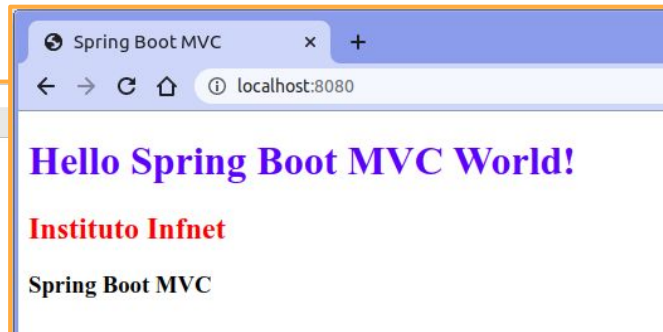 Spring Boot MVC
localhost:8080
Hello Spring Boot MVC World!
Instituto Infnet
Spring Boot MVC